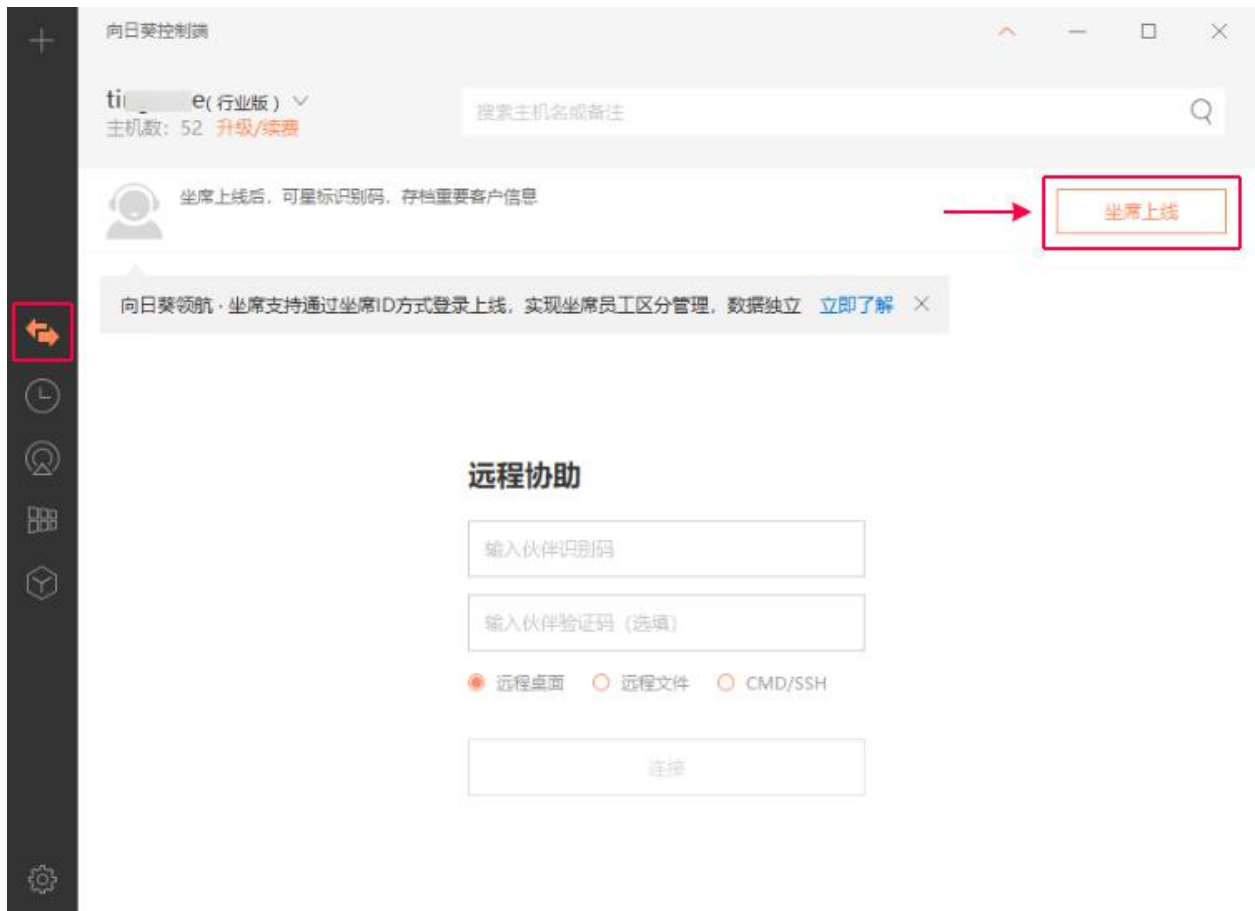 向日葵控制端
ti e(行业版)
主机数：52 升级/续费
搜索主机名或备注
坐席上线后，可星标识别码，存档重要客户信息
坐席上线
向日葵领航·坐席支持通过坐席ID方式登录上线，实现坐席员工区分管理，数据独立 立即了解
远程协助
输入伙伴识别码
输入伙伴验证码（选填）
远程桌面 远程文件 CMD/SSH
连接